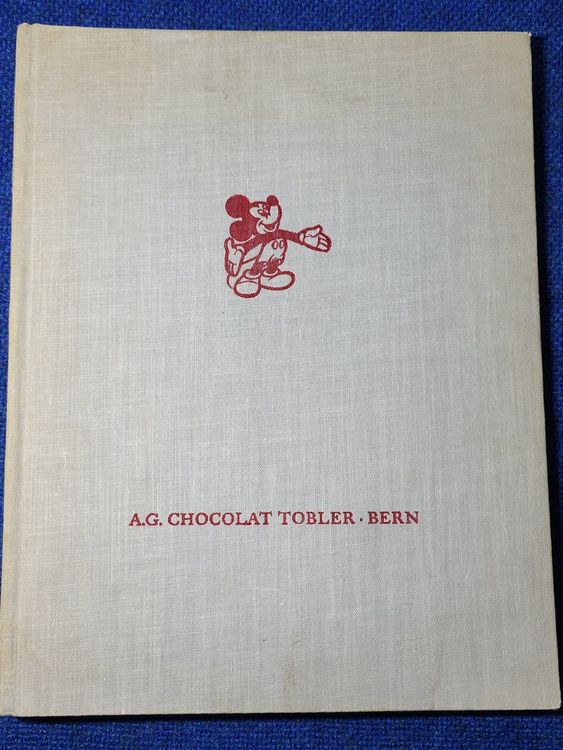 A.G. CHOCOLAT TOBLER · BERN